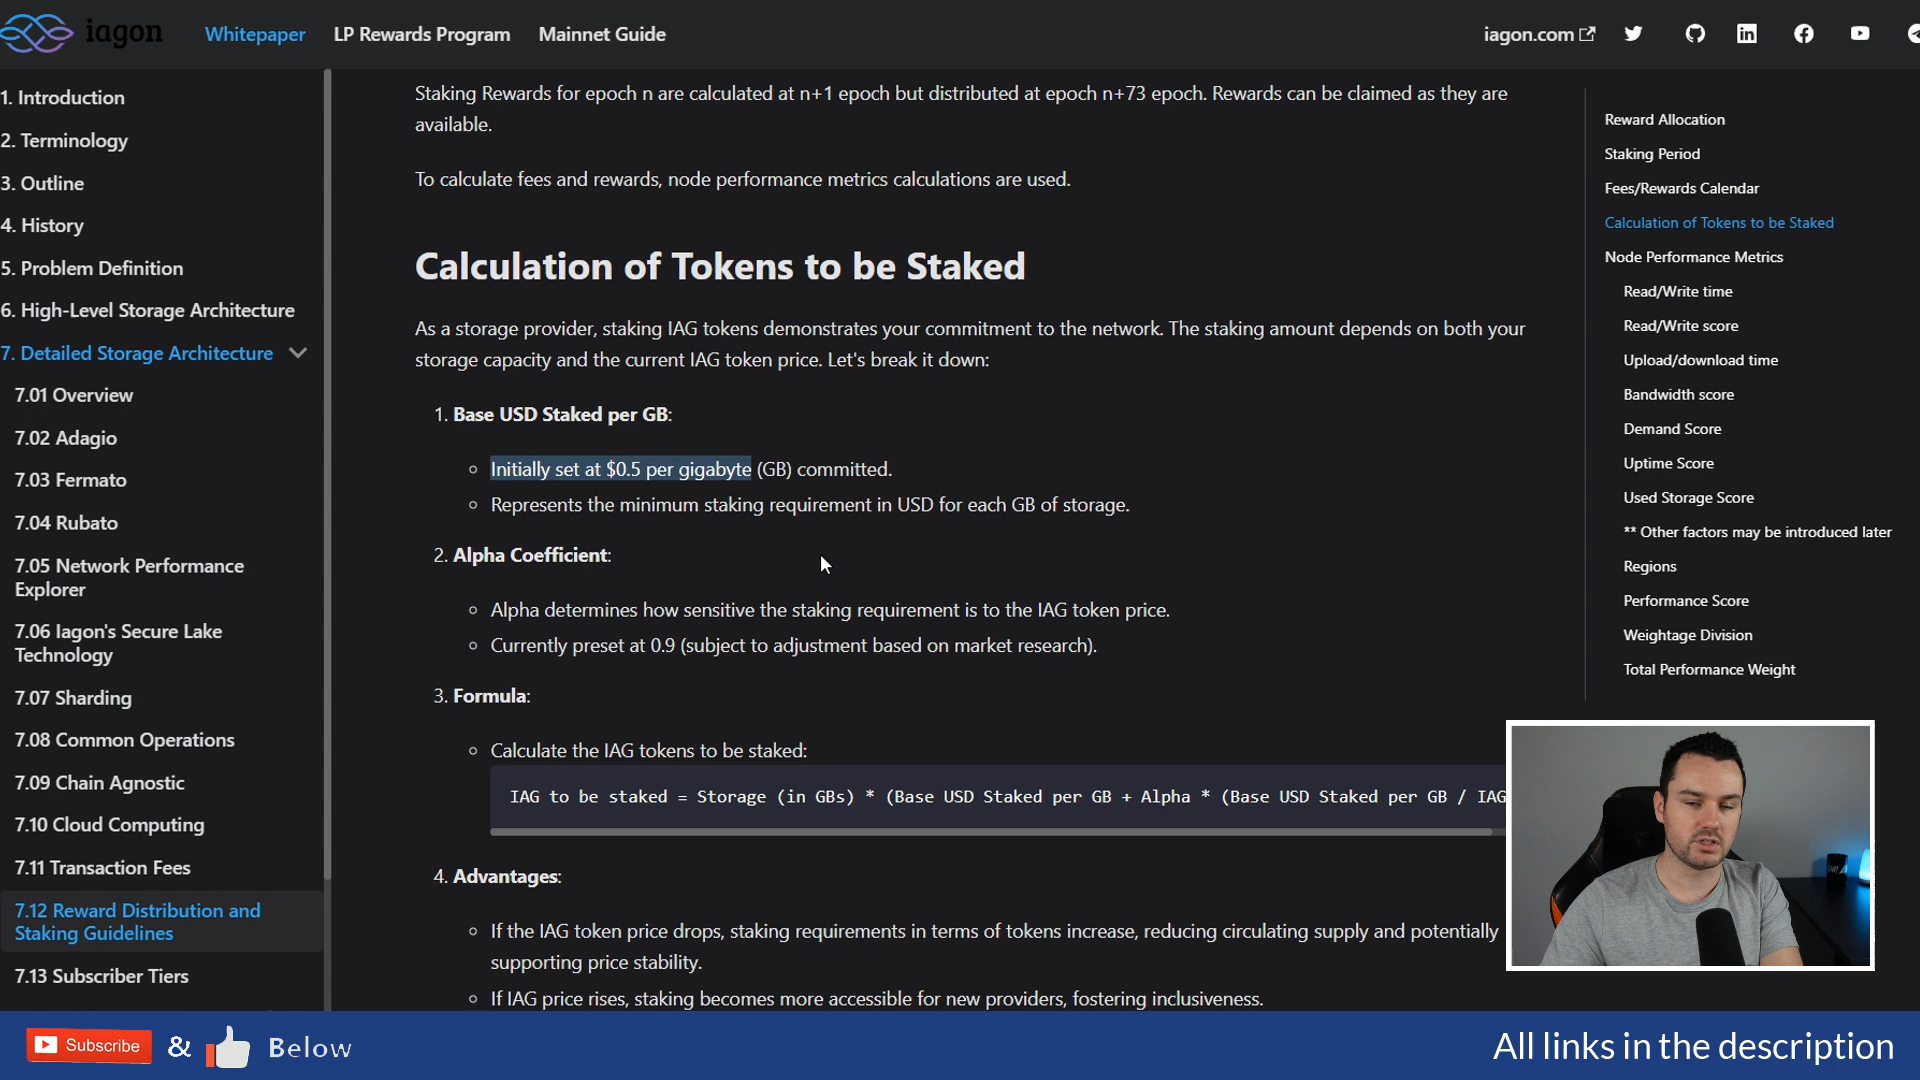 iagon
Whitepaper
LP Rewards Program
Mainnet Guide
iagon.com
1. Introduction
2. Terminology
3. Outline
4. History
5. Problem Definition
6. High-Level Storage Architecture
7. Detailed Storage Architecture
7.01 Overview
7.02 Adagio
7.03 Fermato
7.04 Rubato
7.05 Network Performance
Explorer
7.06 Iagon's Secure Lake
Technology
7.07 Sharding
7.08 Common Operations
7.09 Chain Agnostic
7.10 Cloud Computing
7.11 Transaction Fees
7.12 Reward Distribution and
Staking Guidelines
7.13 Subscriber Tiers
Staking Rewards for epoch n are calculated at n+1 epoch but distributed at epoch n+73 epoch. Rewards can be claimed as they are
available.
To calculate fees and rewards, node performance metrics calculations are used.
Calculation of Tokens to be Staked
As a storage provider, staking IAG tokens demonstrates your commitment to the network. The staking amount depends on both your
storage capacity and the current IAG token price. Let's break it down:
1. Base USD Staked per GB:
Initially set at $0.5 per gigabyte (GB) committed.
Represents the minimum staking requirement in USD for each GB of storage.
2. Alpha Coefficient:
Alpha determines how sensitive the staking requirement is to the IAG token price.
Currently preset at 0.9 (subject to adjustment based on market research).
3. Formula:
Calculate the IAG tokens to be staked:
IAG to be staked = Storage (in GBs) * (Base USD Staked per GB + Alpha * (Base USD Staked per GB / IAG
4. Advantages:
If the IAG token price drops, staking requirements in terms of tokens increase, reducing circulating supply and potentially
supporting price stability.
If IAG price rises, staking becomes more accessible for new providers, fostering inclusiveness.
Reward Allocation
Staking Period
Fees/Rewards Calendar
Calculation of Tokens to be Staked
Node Performance Metrics
Read/Write time
Read/Write score
Upload/download time
Bandwidth score
Demand Score
Uptime Score
Used Storage Score
** Other factors may be introduced later
Regions
Performance Score
Weightage Division
Total Performance Weight
Subscribe & Below
All links in the description